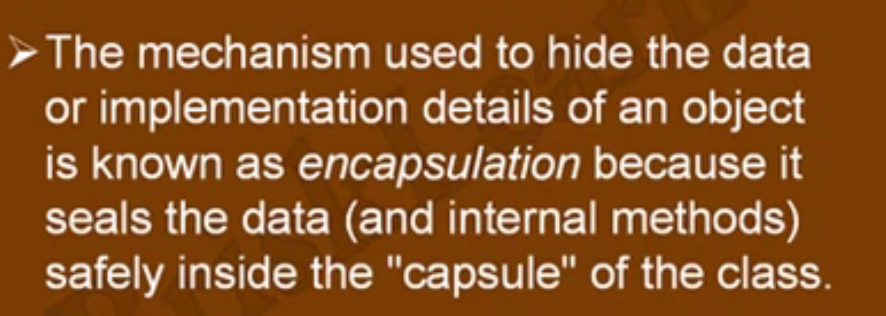 ➢ The mechanism used to hide the data
or implementation details of an object
is known as encapsulation because it
seals the data (and internal methods)
safely inside the "capsule" of the class.